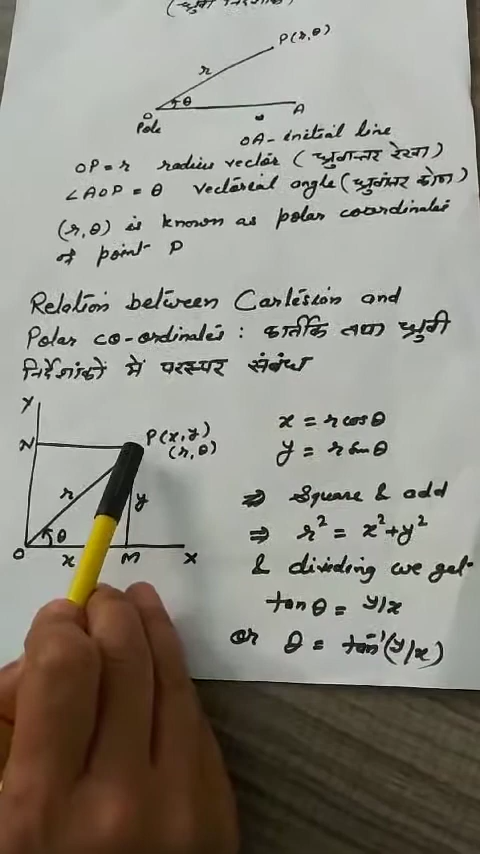 (ध्रुवी निर्देशांक)
P(r,θ)
r
θ
O
A
Pole
OA - initial line
OP = r radius vector (ध्रुवान्तर रेखा)
∠AOP = θ vectorial angle (ध्रुवांतर कोण)
(r,θ) is known as polar coordinates
of point P
Relation between Cartesian and
Polar co-ordinates : कार्तीक तथा ध्रुवी
निर्देशांकों में परस्पर संबंध
Y
N
P(x,y)
(r,θ)
r
y
θ
O
x
M
X
x = r cos θ
y = r sin θ
⇒ Square & add
⇒ r² = x² + y²
& dividing we get
tan θ = y/x
or θ = tan⁻¹(y/x)